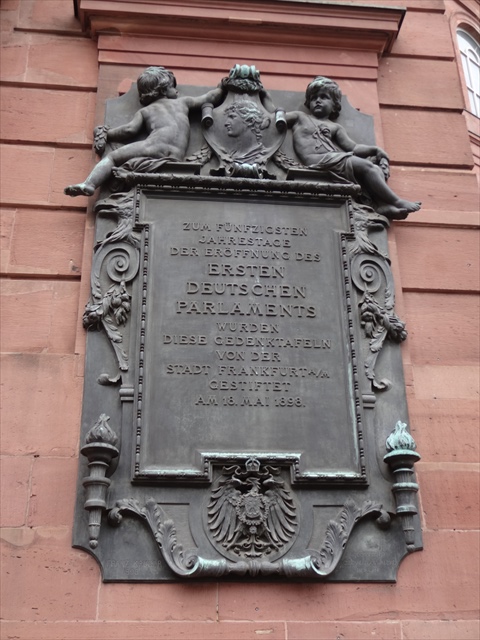 ZUM FÜNFZIGSTEN
JAHRESTAGE
DER ERÖFFNUNG DES
ERSTEN
DEUTSCHEN
PARLAMENTS
WURDEN
DIESE GEDENKTAFELN
VON DER
STADT FRANKFURT A/M
GESTIFTET
AM 18. MAI 1898.